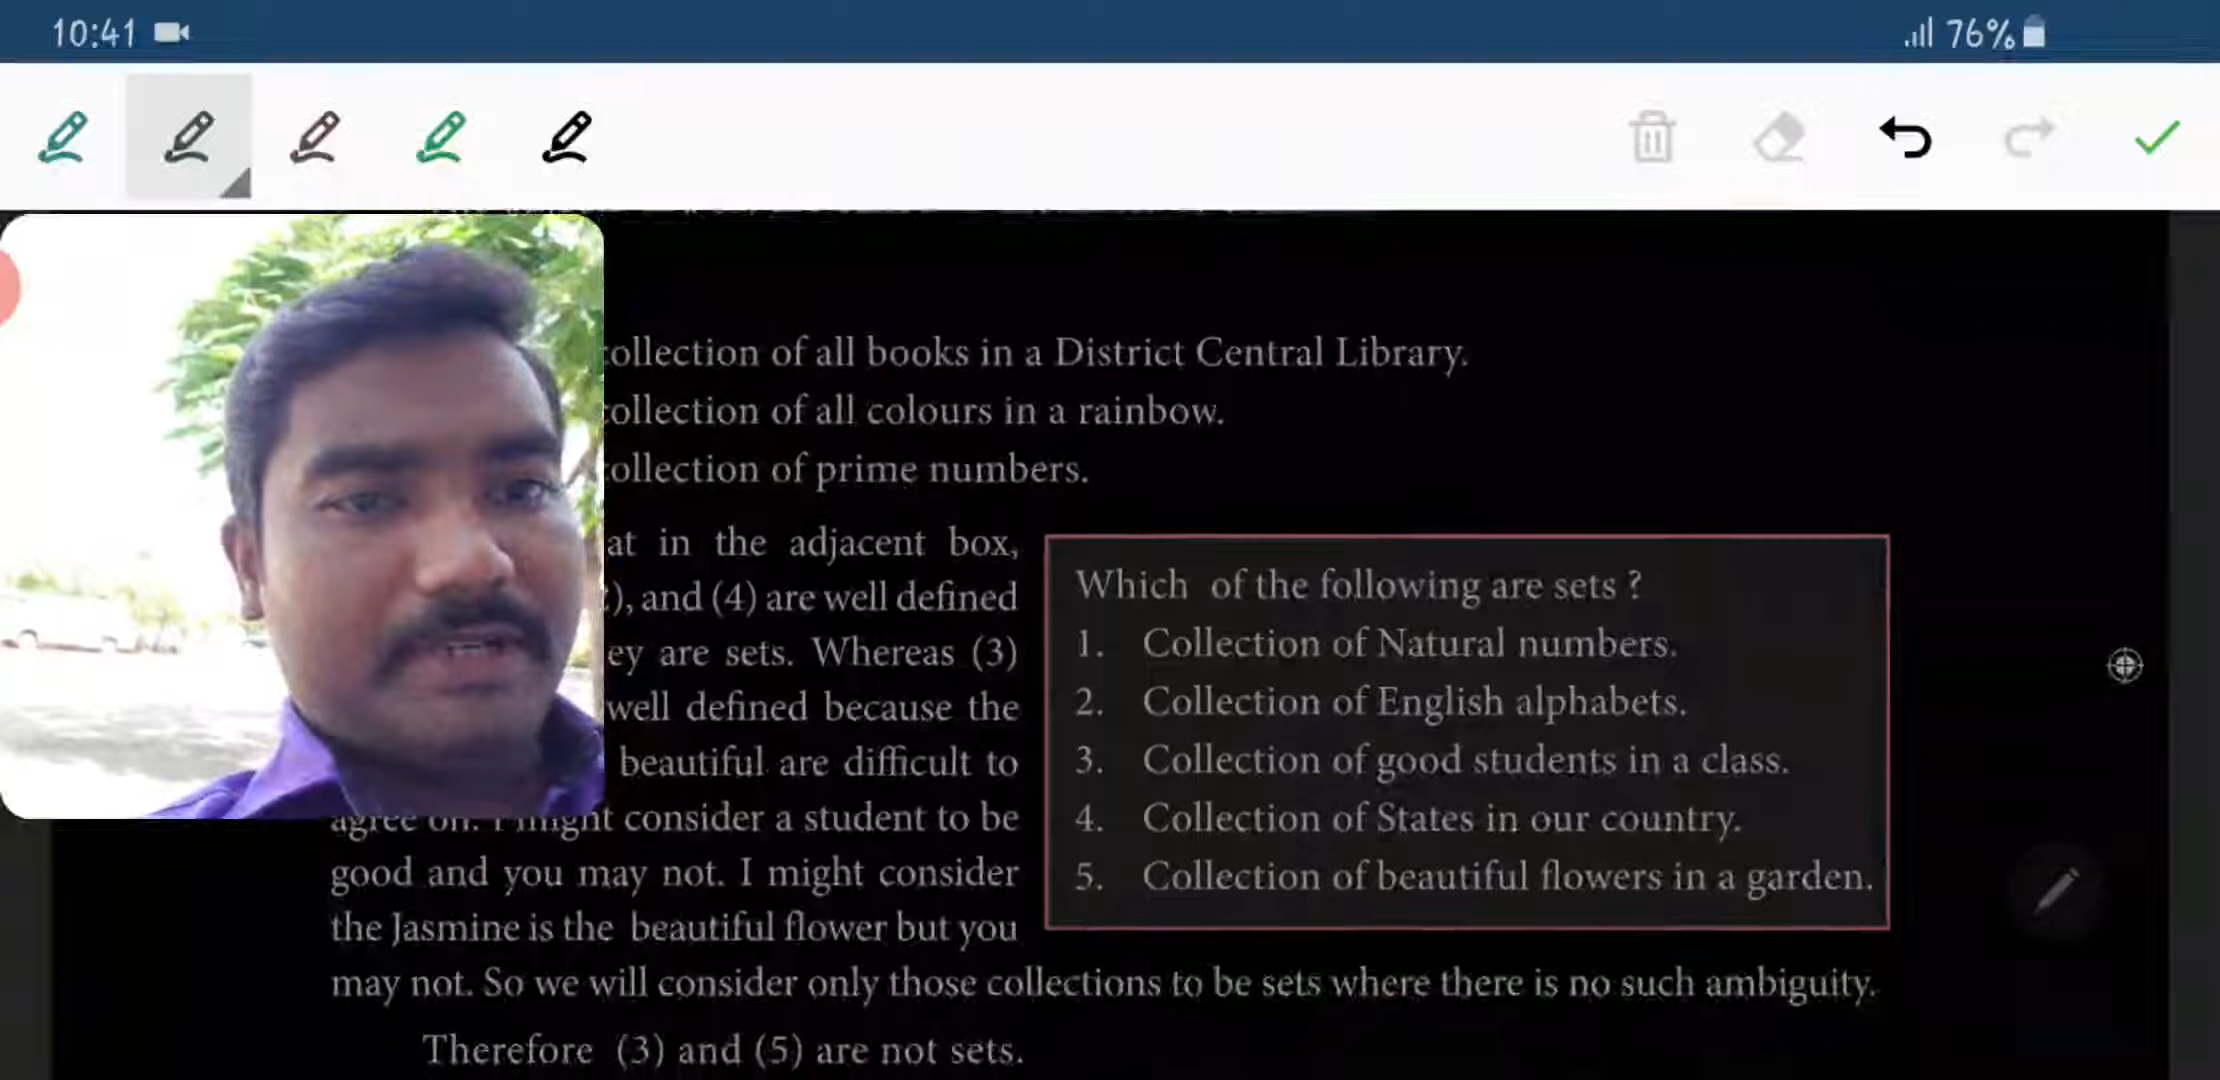 10:41
76%
ollection of all books in a District Central Library.
ollection of all colours in a rainbow.
ollection of prime numbers.
at in the adjacent box,
), and (4) are well defined
ey are sets. Whereas (3)
well defined because the
beautiful are difficult to
agree on. I might consider a student to be
good and you may not. I might consider
the Jasmine is the beautiful flower but you
may not. So we will consider only those collections to be sets where there is no such ambiguity.
Therefore (3) and (5) are not sets.
Which of the following are sets ?
1. Collection of Natural numbers.
2. Collection of English alphabets.
3. Collection of good students in a class.
4. Collection of States in our country.
5. Collection of beautiful flowers in a garden.